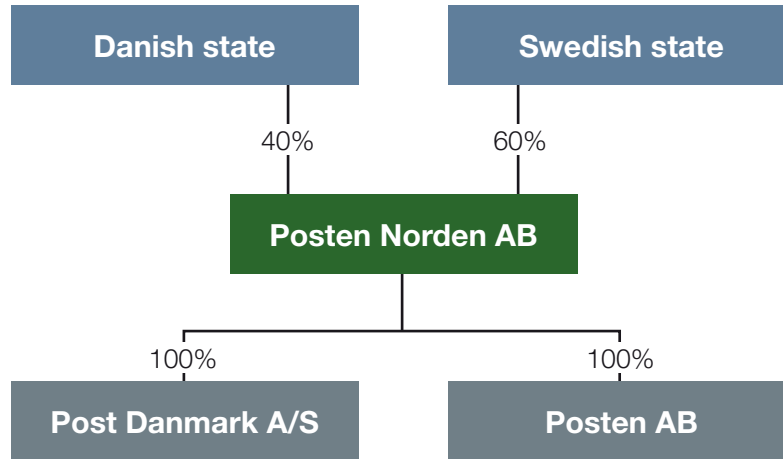 Danish state
Swedish state
40%
60%
Posten Norden AB
100%
100%
Post Danmark A/S
Posten AB